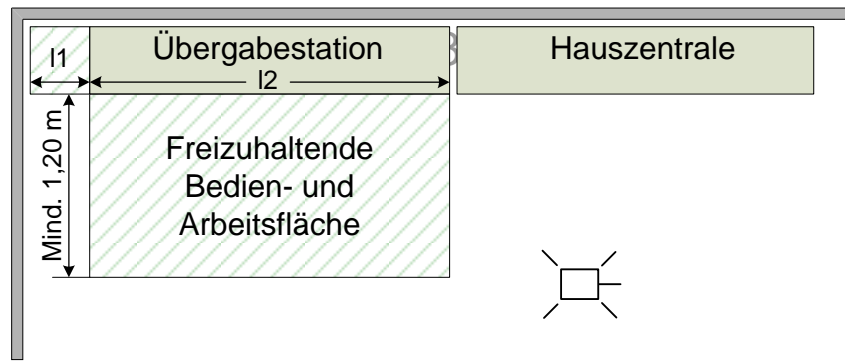 l1
Übergabestation
Hauszentrale
l2
Mind. 1,20 m
Freizuhaltende
Bedien- und
Arbeitsfläche